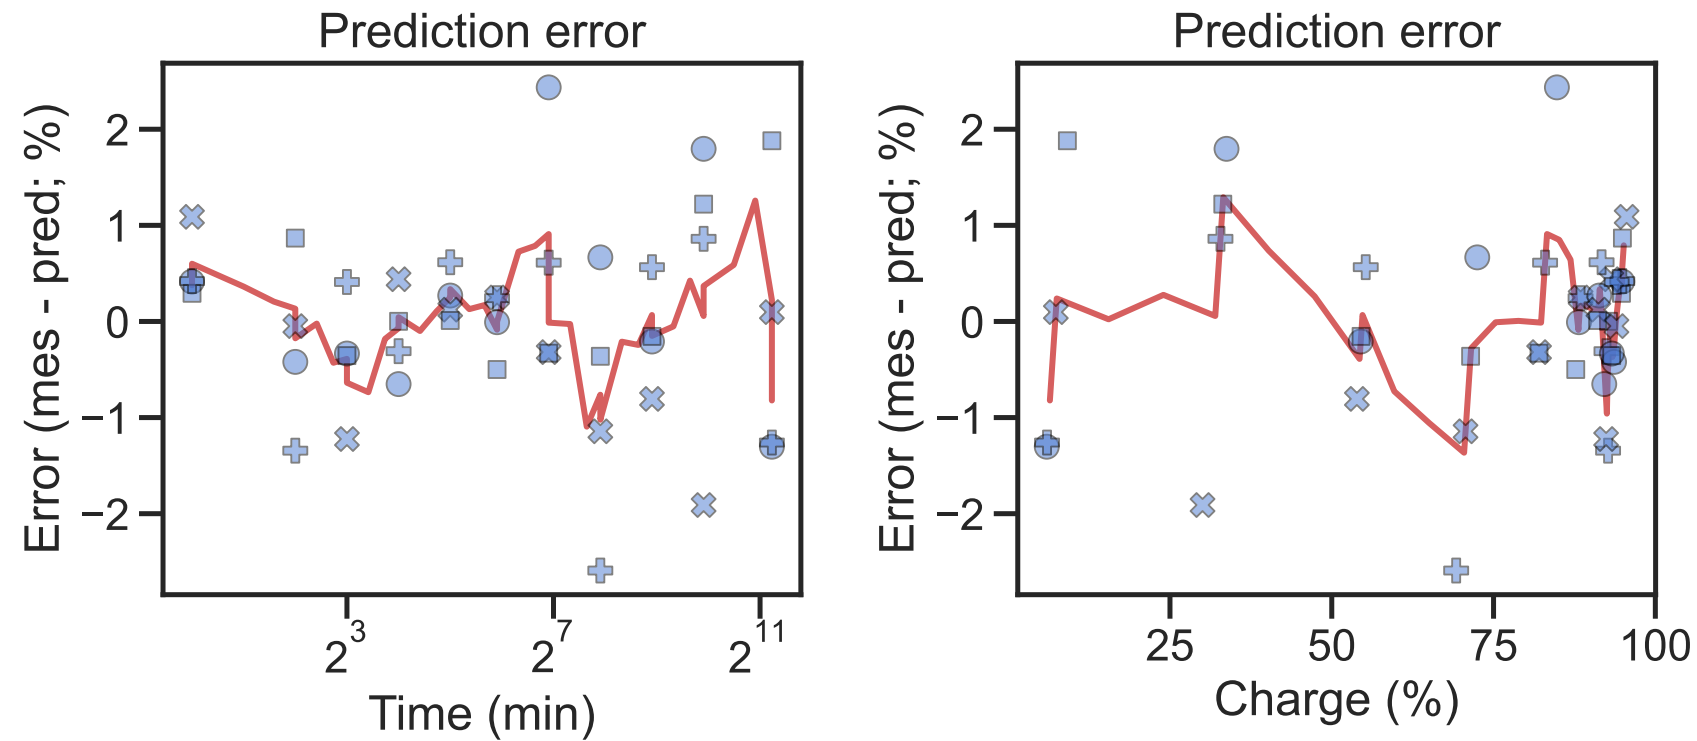 Prediction error
Error (mes - pred; %)
2
1
0
−1
−2
2^3
2^7
2^11
Time (min)
Prediction error
Error (mes - pred; %)
2
1
0
−1
−2
25
50
75
100
Charge (%)